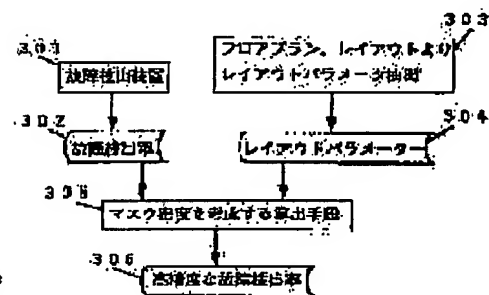 301
303
フロアプラン、レイアウトより
レイアウトパラメータ抽出
故障検出装置
302
304
故障検出率
レイアウトパラメーター
305
マスク密度を考慮する算出手段
306
高精度な故障検出率